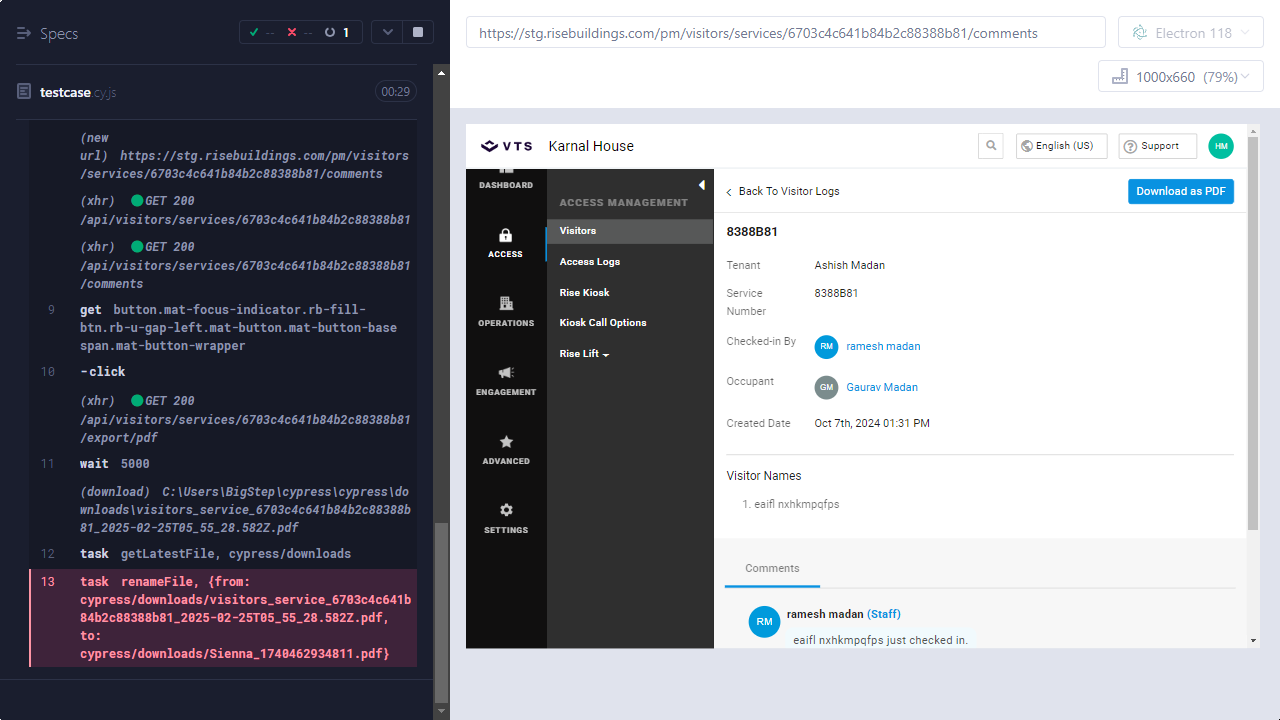 Specs
-- -- 1
testcase.cy.js
00:29
(new
url) https://stg.risebuildings.com/pm/visitors
/services/6703c4c641b84b2c88388b81/comments
(xhr) GET 200
/api/visitors/services/6703c4c641b84b2c88388b81
(xhr) GET 200
/api/visitors/services/6703c4c641b84b2c88388b81
/comments
9 get button.mat-focus-indicator.rb-fill-
btn.rb-u-gap-left.mat-button.mat-button-base
span.mat-button-wrapper
10 -click
(xhr) GET 200
/api/visitors/services/6703c4c641b84b2c88388b81
/export/pdf
11 wait 5000
(download) C:\Users\BigStep\cypress\cypress\do
wnloads\visitors_service_6703c4c641b84b2c88388b
81_2025-02-25T05_55_28.582Z.pdf
12 task getLatestFile, cypress/downloads
13 task renameFile, {from:
cypress/downloads/visitors_service_6703c4c641b
84b2c88388b81_2025-02-25T05_55_28.582Z.pdf,
to:
cypress/downloads/Sienna_1740462934811.pdf}
https://stg.risebuildings.com/pm/visitors/services/6703c4c641b84b2c88388b81/comments
Electron 118
1000x660 (79%)
VTS Karnal House
English (US)
Support
HM
DASHBOARD
ACCESS
OPERATIONS
ENGAGEMENT
ADVANCED
SETTINGS
ACCESS MANAGEMENT
Visitors
Access Logs
Rise Kiosk
Kiosk Call Options
Rise Lift
Back To Visitor Logs
Download as PDF
8388B81
Tenant Ashish Madan
Service
Number
8388B81
Checked-in By RM ramesh madan
Occupant GM Gaurav Madan
Created Date Oct 7th, 2024 01:31 PM
Visitor Names
1. eaifl nxhkmpqfps
Comments
RM ramesh madan (Staff)
eaifl nxhkmpqfps just checked in.